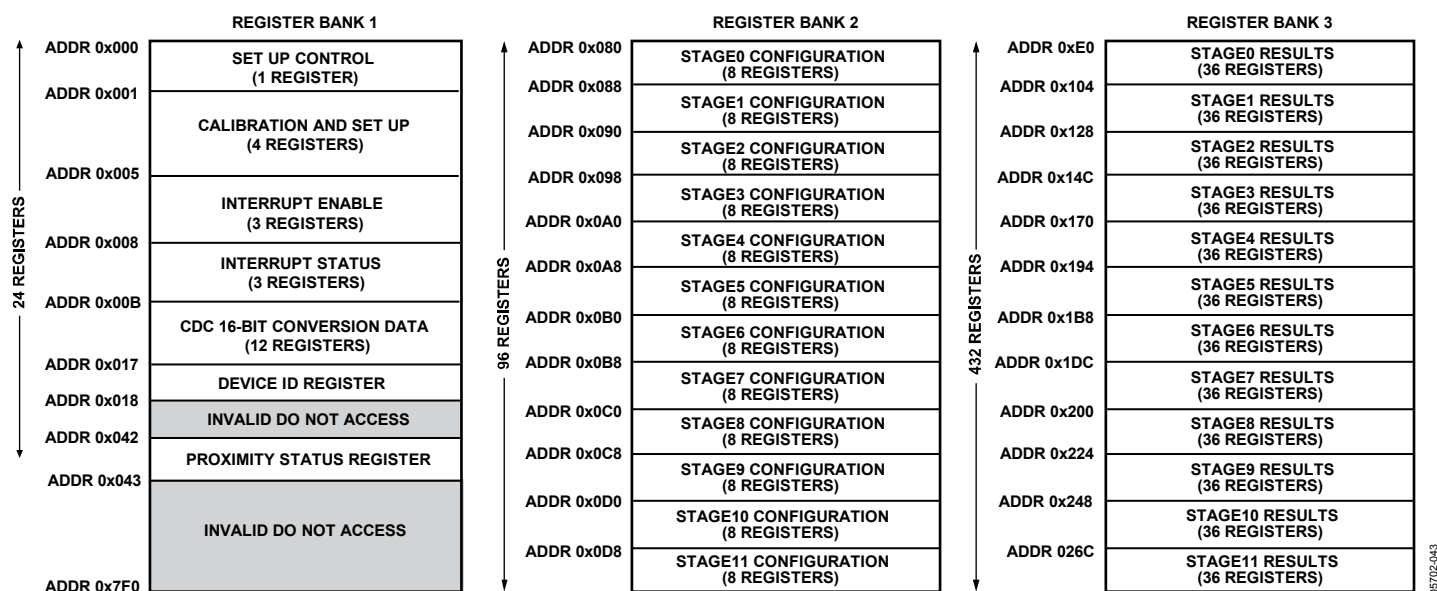 REGISTER BANK 1
24 REGISTERS
ADDR 0x000
SET UP CONTROL
(1 REGISTER)
ADDR 0x001
CALIBRATION AND SET UP
(4 REGISTERS)
ADDR 0x005
INTERRUPT ENABLE
(3 REGISTERS)
ADDR 0x008
INTERRUPT STATUS
(3 REGISTERS)
ADDR 0x00B
CDC 16-BIT CONVERSION DATA
(12 REGISTERS)
ADDR 0x017
DEVICE ID REGISTER
ADDR 0x018
INVALID DO NOT ACCESS
ADDR 0x042
PROXIMITY STATUS REGISTER
ADDR 0x043
INVALID DO NOT ACCESS
ADDR 0x7F0
REGISTER BANK 2
96 REGISTERS
ADDR 0x080
STAGE0 CONFIGURATION
(8 REGISTERS)
ADDR 0x088
STAGE1 CONFIGURATION
(8 REGISTERS)
ADDR 0x090
STAGE2 CONFIGURATION
(8 REGISTERS)
ADDR 0x098
STAGE3 CONFIGURATION
(8 REGISTERS)
ADDR 0x0A0
STAGE4 CONFIGURATION
(8 REGISTERS)
ADDR 0x0A8
STAGE5 CONFIGURATION
(8 REGISTERS)
ADDR 0x0B0
STAGE6 CONFIGURATION
(8 REGISTERS)
ADDR 0x0B8
STAGE7 CONFIGURATION
(8 REGISTERS)
ADDR 0x0C0
STAGE8 CONFIGURATION
(8 REGISTERS)
ADDR 0x0C8
STAGE9 CONFIGURATION
(8 REGISTERS)
ADDR 0x0D0
STAGE10 CONFIGURATION
(8 REGISTERS)
ADDR 0x0D8
STAGE11 CONFIGURATION
(8 REGISTERS)
REGISTER BANK 3
432 REGISTERS
ADDR 0xE0
STAGE0 RESULTS
(36 REGISTERS)
ADDR 0x104
STAGE1 RESULTS
(36 REGISTERS)
ADDR 0x128
STAGE2 RESULTS
(36 REGISTERS)
ADDR 0x14C
STAGE3 RESULTS
(36 REGISTERS)
ADDR 0x170
STAGE4 RESULTS
(36 REGISTERS)
ADDR 0x194
STAGE5 RESULTS
(36 REGISTERS)
ADDR 0x1B8
STAGE6 RESULTS
(36 REGISTERS)
ADDR 0x1DC
STAGE7 RESULTS
(36 REGISTERS)
ADDR 0x200
STAGE8 RESULTS
(36 REGISTERS)
ADDR 0x224
STAGE9 RESULTS
(36 REGISTERS)
ADDR 0x248
STAGE10 RESULTS
(36 REGISTERS)
ADDR 026C
STAGE11 RESULTS
(36 REGISTERS)
05702-043